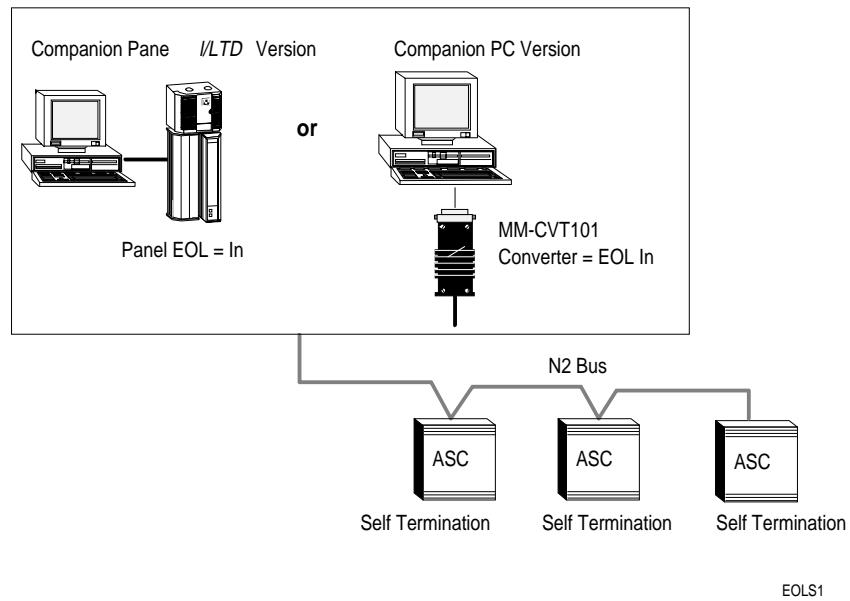 Companion Pane I/LTD Version
Companion PC Version
or
Panel EOL = In
MM-CVT101
Converter = EOL In
N2 Bus
ASC
ASC
ASC
Self Termination
Self Termination
Self Termination
EOLS1